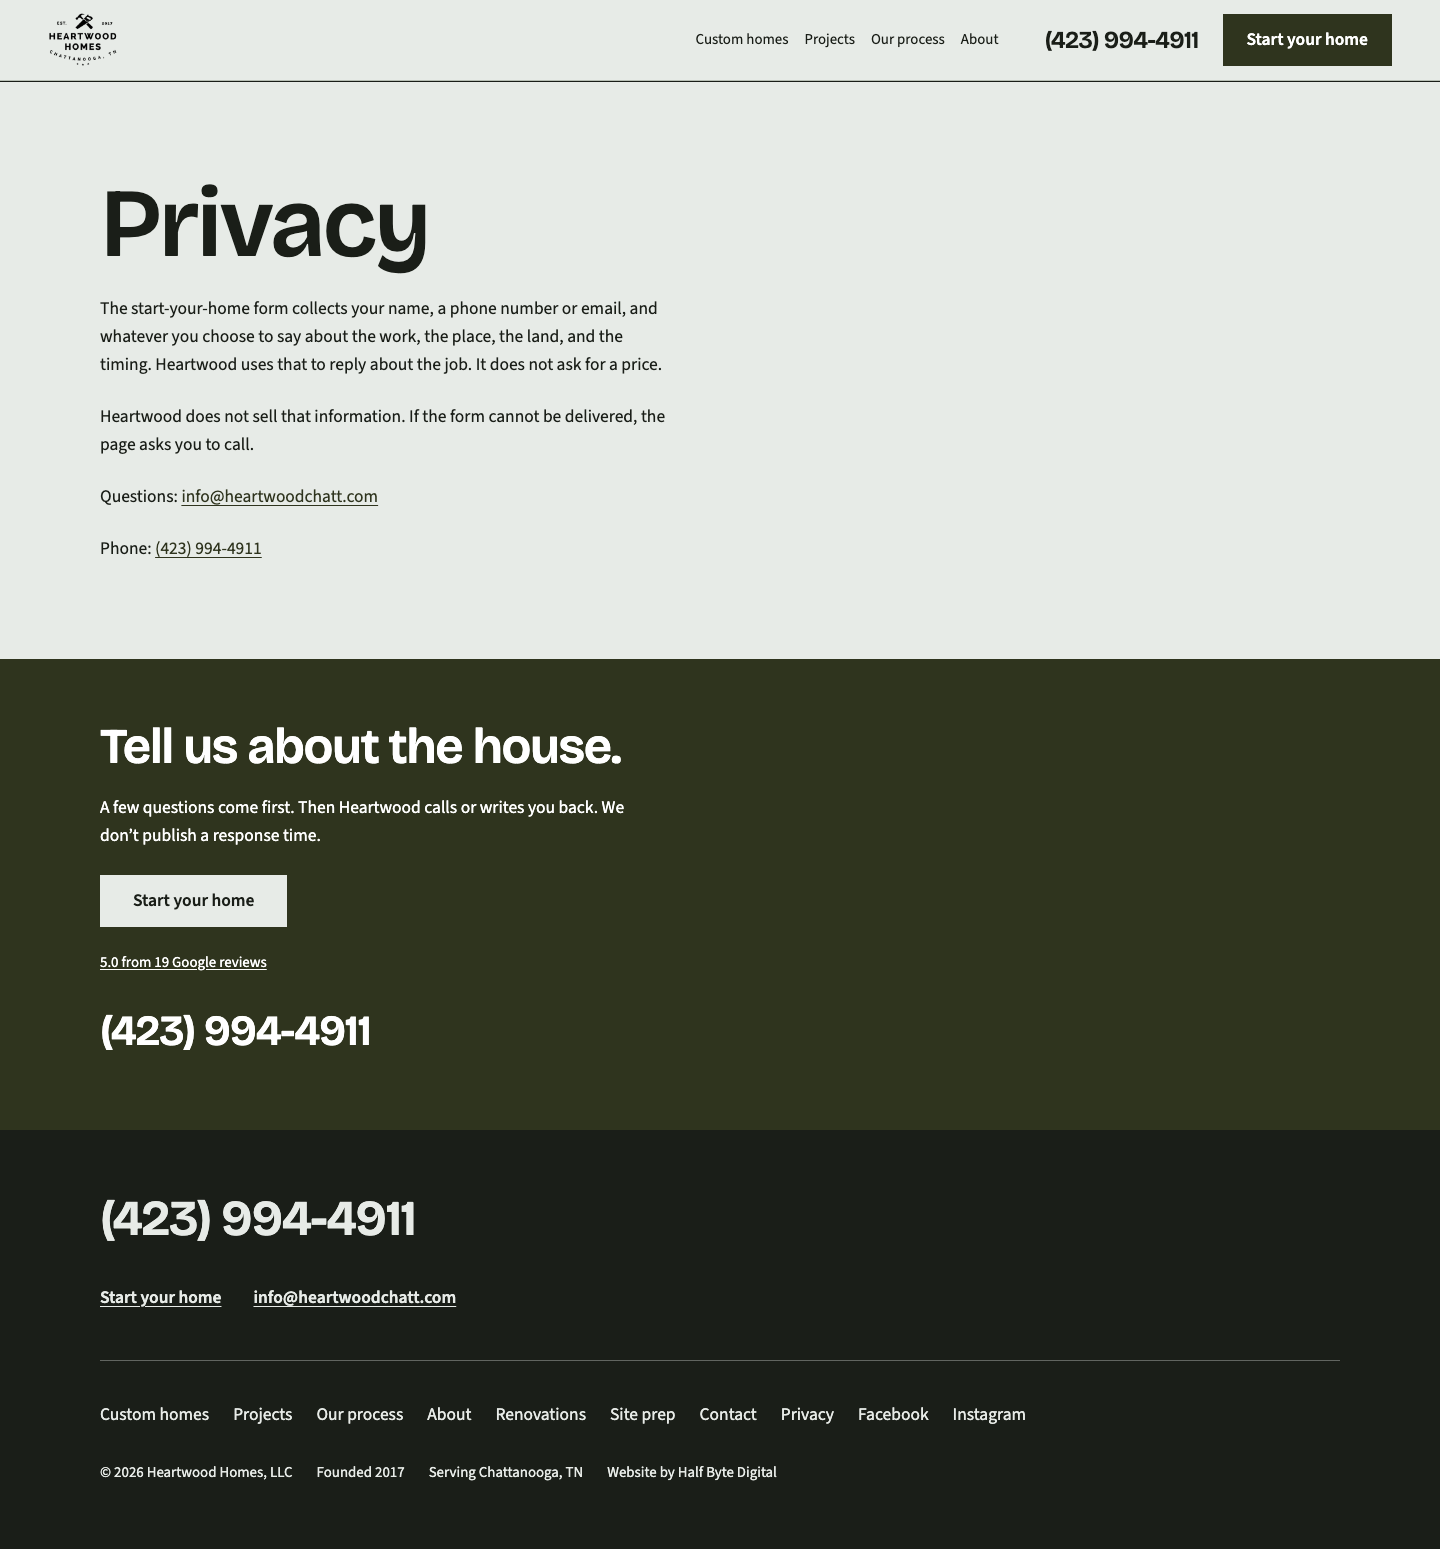 EST. 2017
HEARTWOOD
HOMES
CHATTANOOGA, TN
Custom homes Projects Our process About (423) 994-4911 Start your home
Privacy
The start-your-home form collects your name, a phone number or email, and
whatever you choose to say about the work, the place, the land, and the
timing. Heartwood uses that to reply about the job. It does not ask for a price.
Heartwood does not sell that information. If the form cannot be delivered, the
page asks you to call.
Questions: info@heartwoodchatt.com
Phone: (423) 994-4911
Tell us about the house.
A few questions come first. Then Heartwood calls or writes you back. We
don’t publish a response time.
Start your home
5.0 from 19 Google reviews
(423) 994-4911
(423) 994-4911
Start your home info@heartwoodchatt.com
Custom homes Projects Our process About Renovations Site prep Contact Privacy Facebook Instagram
© 2026 Heartwood Homes, LLC Founded 2017 Serving Chattanooga, TN Website by Half Byte Digital